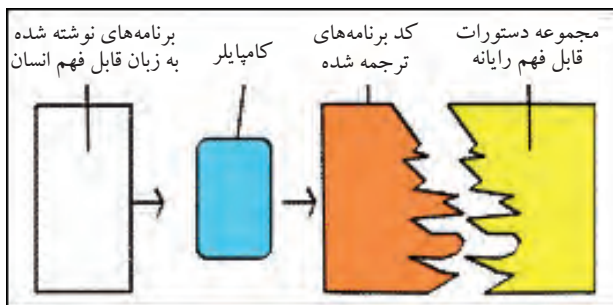 برنامه‌های نوشته شده
به زبان قابل فهم انسان
کامپایلر
کد برنامه‌های
ترجمه شده
مجموعه دستورات
قابل فهم رایانه